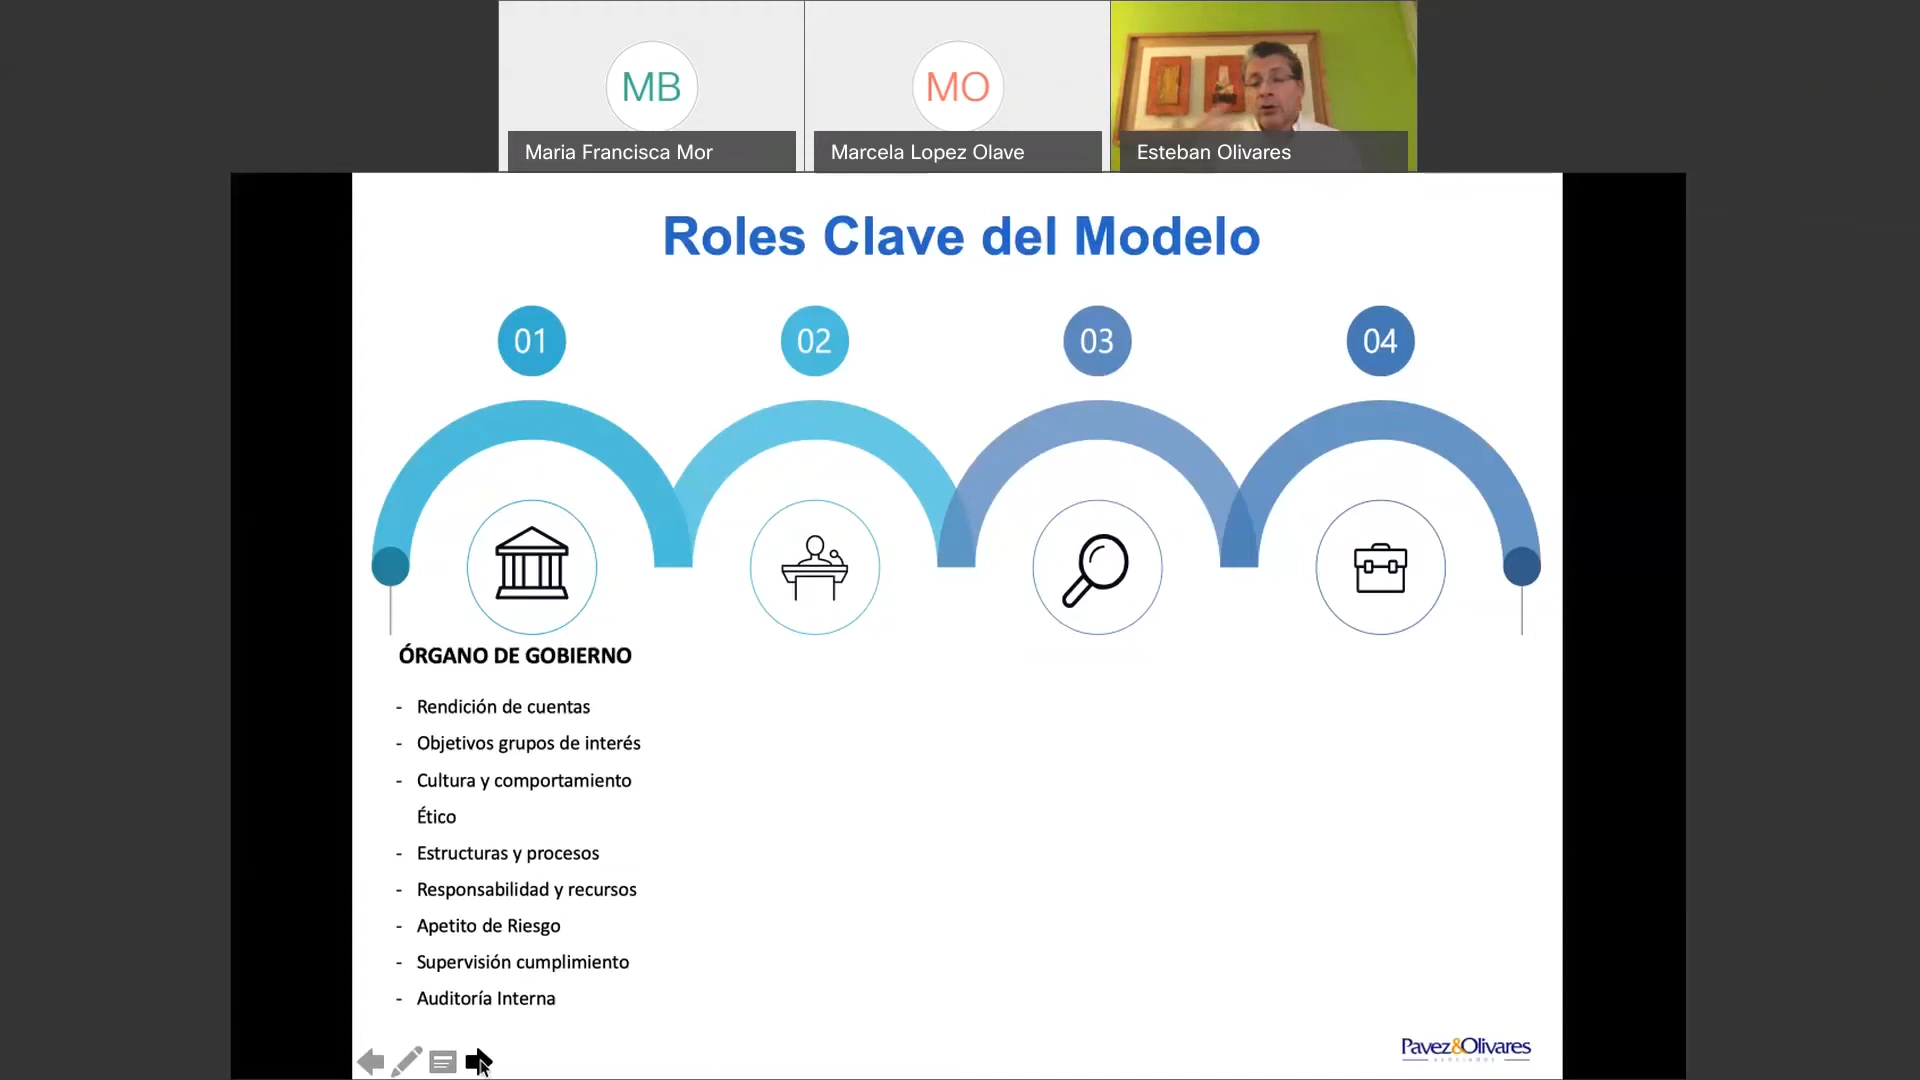 MB
MO
Maria Francisca Mor
Marcela Lopez Olave
Esteban Olivares
Roles Clave del Modelo
01
02
03
04
ÓRGANO DE GOBIERNO
- Rendición de cuentas
- Objetivos grupos de interés
- Cultura y comportamiento
Ético
- Estructuras y procesos
- Responsabilidad y recursos
- Apetito de Riesgo
- Supervisión cumplimiento
- Auditoría Interna
Pavez&Olivares